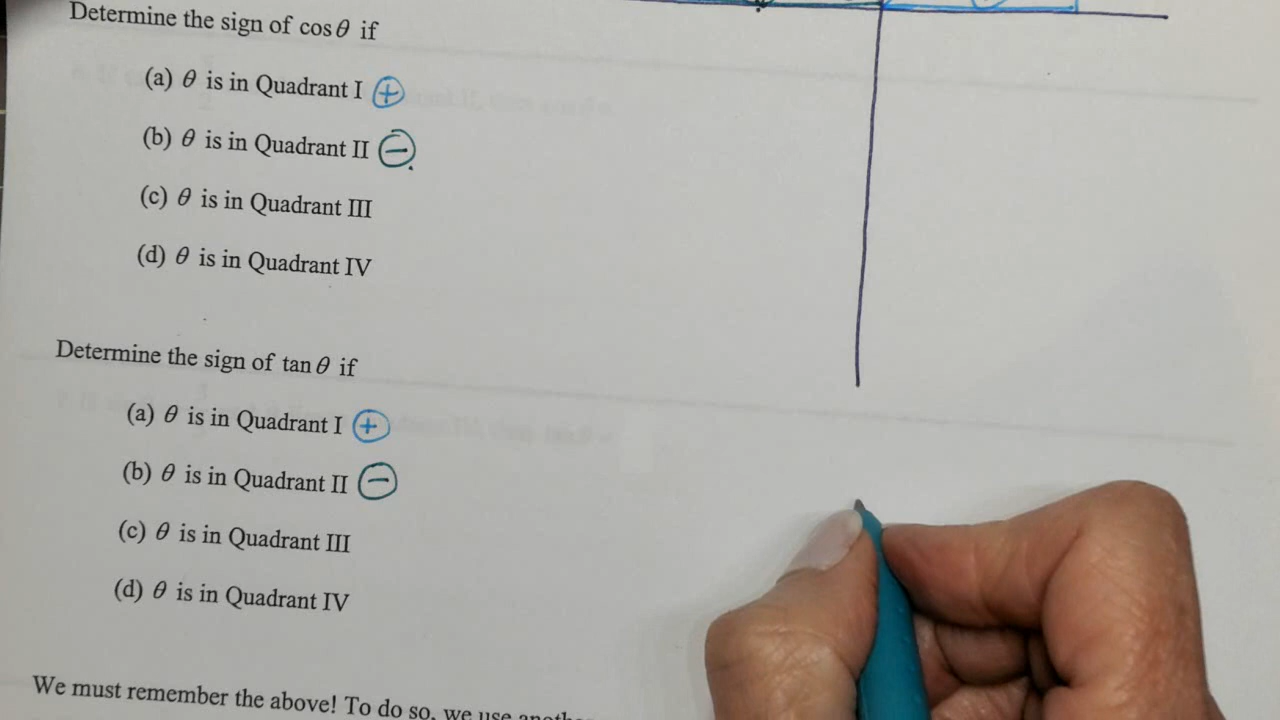 Determine the sign of cos θ if
(a) θ is in Quadrant I +
(b) θ is in Quadrant II −
(c) θ is in Quadrant III
(d) θ is in Quadrant IV
Determine the sign of tan θ if
(a) θ is in Quadrant I +
(b) θ is in Quadrant II −
(c) θ is in Quadrant III
(d) θ is in Quadrant IV
We must remember the above! To do so, we use